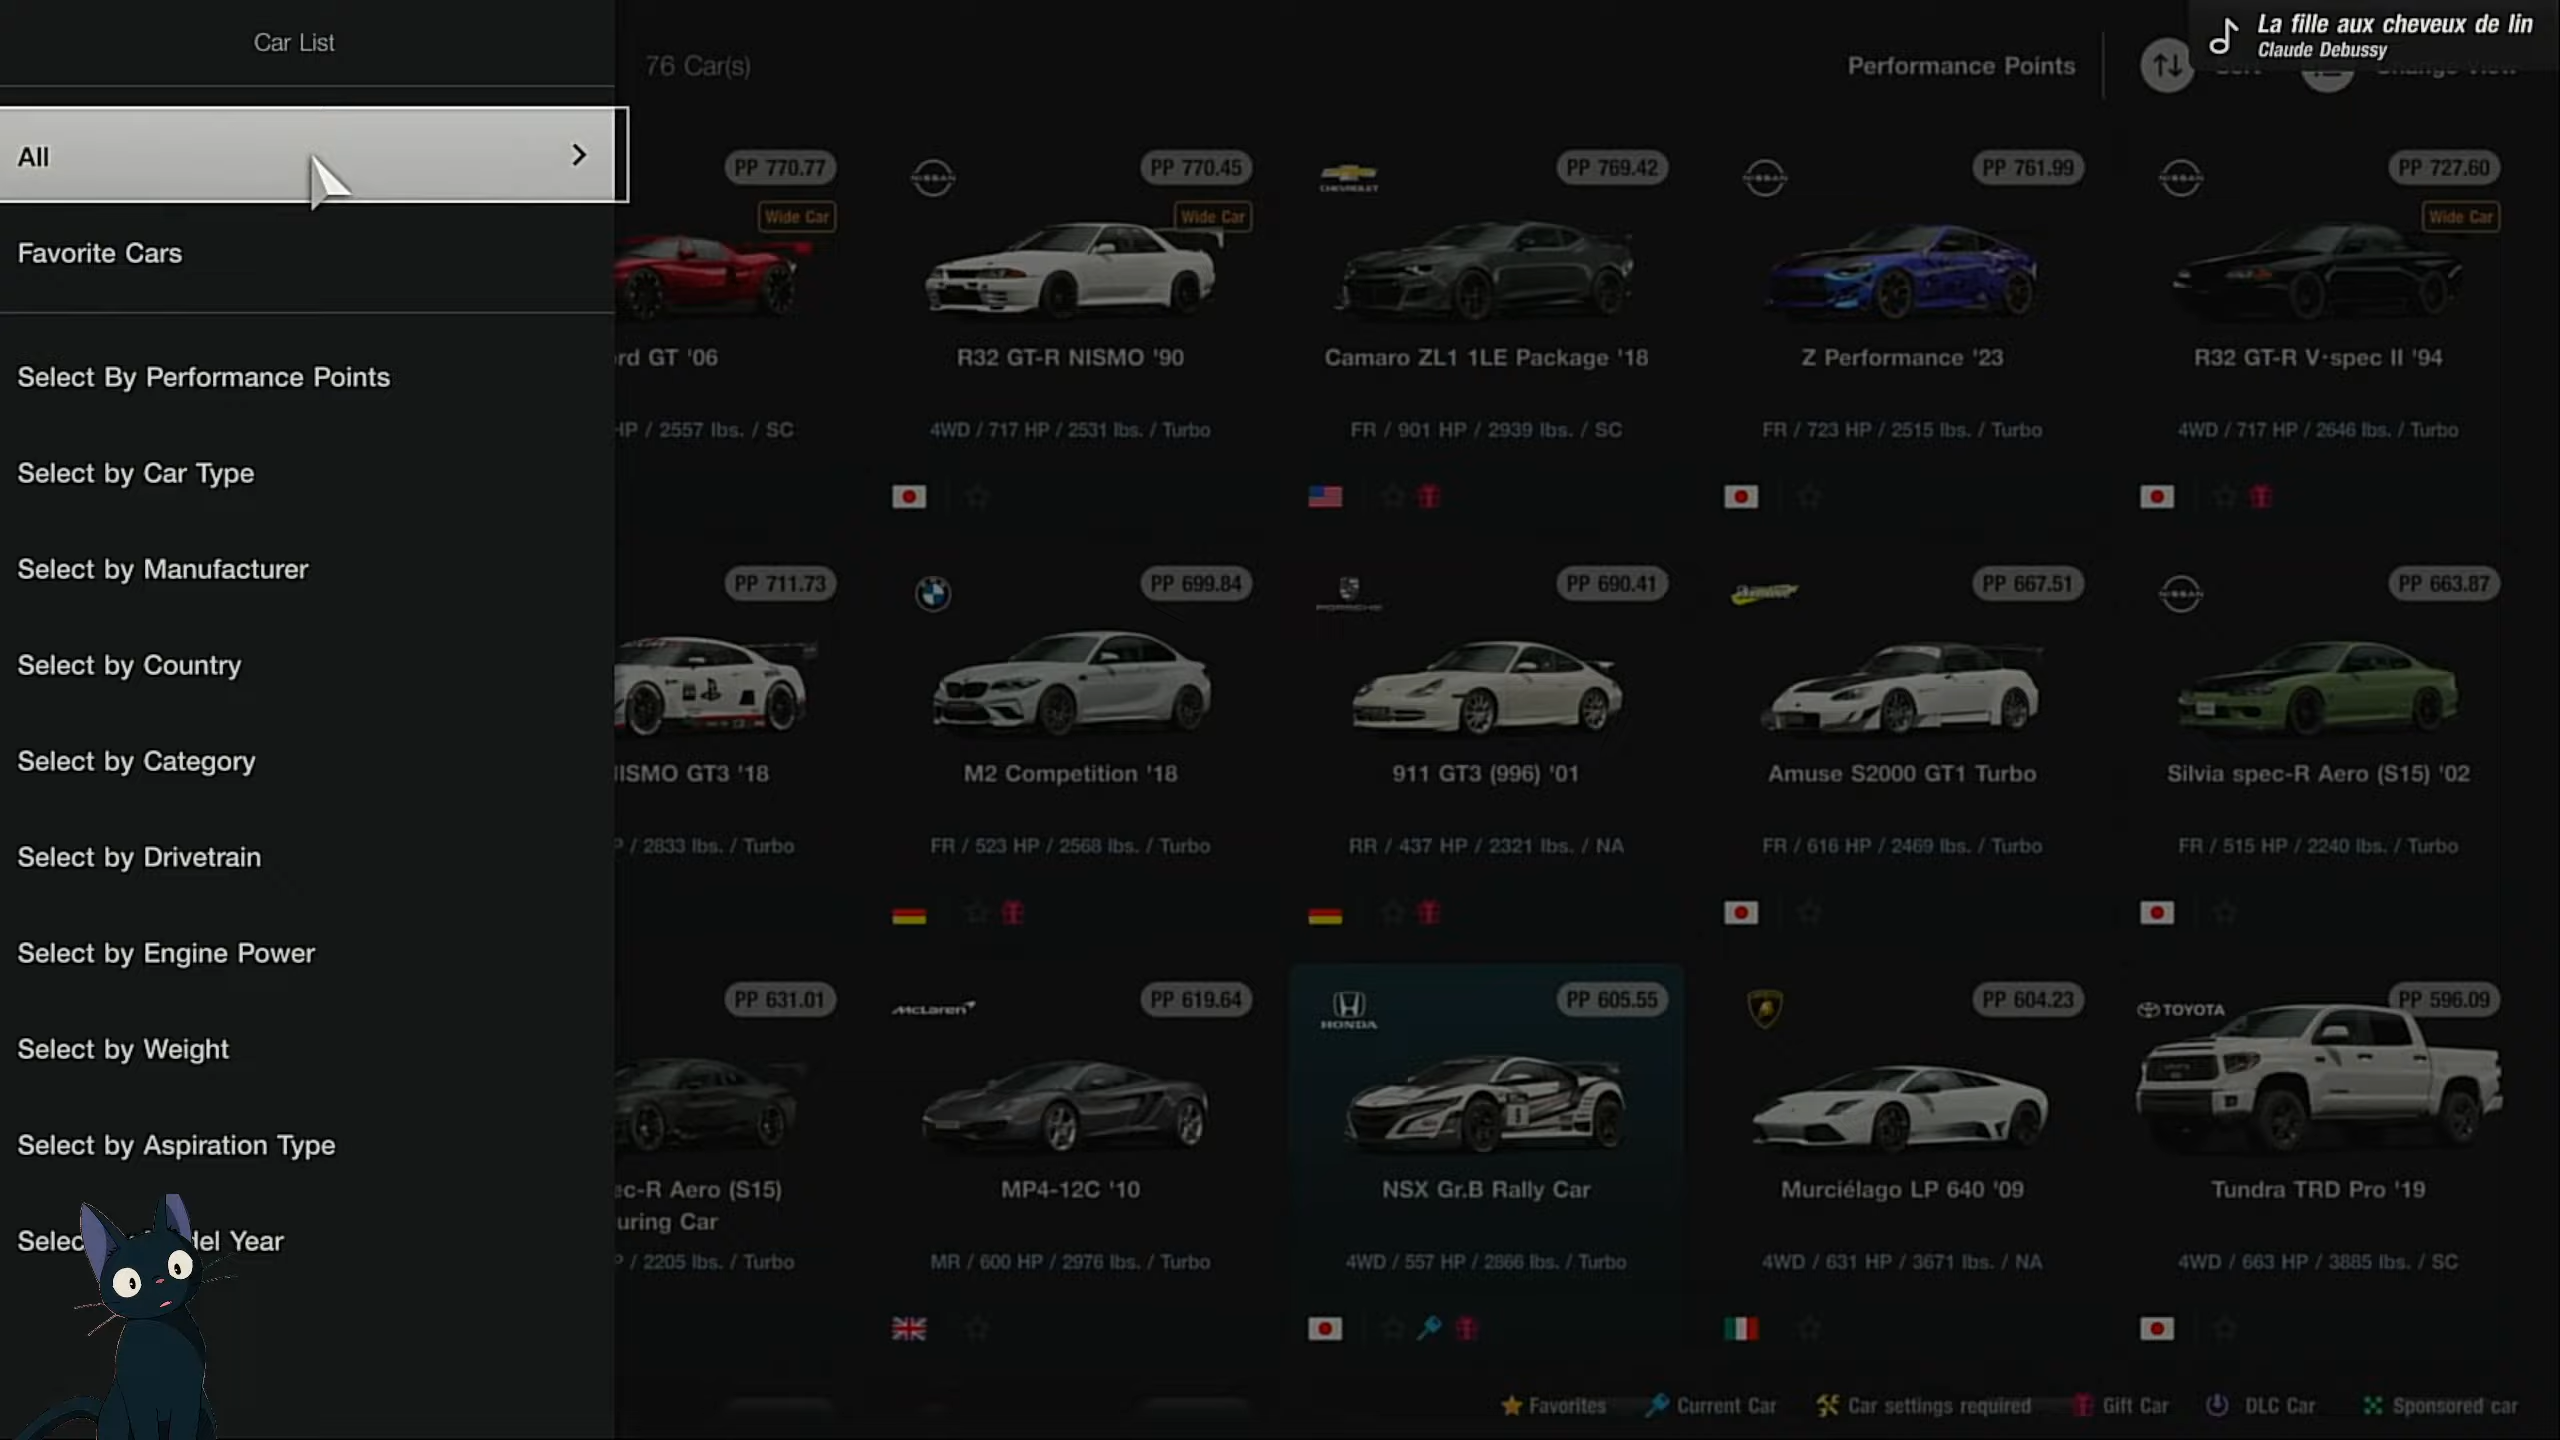 Car List
All
Favorite Cars
Select By Performance Points
Select by Car Type
Select by Manufacturer
Select by Country
Select by Category
Select by Drivetrain
Select by Engine Power
Select by Weight
Select by Aspiration Type
Selec del Year
76 Car(s)
Performance Points
La fille aux cheveux de lin
Claude Debussy
PP 770.77
Wide Car
rd GT '06
HP / 2557 lbs. / SC
NISSAN
PP 770.45
Wide Car
R32 GT-R NISMO '90
4WD / 717 HP / 2531 lbs. / Turbo
CHEVROLET
PP 769.42
Camaro ZL1 1LE Package '18
FR / 901 HP / 2939 lbs. / SC
NISSAN
PP 761.99
Z Performance '23
FR / 723 HP / 2515 lbs. / Turbo
NISSAN
PP 727.60
Wide Car
R32 GT-R V·spec II '94
4WD / 717 HP / 2646 lbs. / Turbo
PP 711.73
ISMO GT3 '18
P / 2833 lbs. / Turbo
PP 699.84
M2 Competition '18
FR / 523 HP / 2568 lbs. / Turbo
PORSCHE
PP 690.41
911 GT3 (996) '01
RR / 437 HP / 2321 lbs. / NA
PP 667.51
Amuse S2000 GT1 Turbo
FR / 616 HP / 2469 lbs. / Turbo
NISSAN
PP 663.87
Silvia spec-R Aero (S15) '02
FR / 515 HP / 2240 lbs. / Turbo
PP 631.01
ec-R Aero (S15)
uring Car
P / 2205 lbs. / Turbo
McLaren
PP 619.64
MP4-12C '10
MR / 600 HP / 2976 lbs. / Turbo
HONDA
PP 605.55
NSX Gr.B Rally Car
4WD / 557 HP / 2866 lbs. / Turbo
PP 604.23
Murciélago LP 640 '09
4WD / 631 HP / 3671 lbs. / NA
TOYOTA
PP 596.09
Tundra TRD Pro '19
4WD / 663 HP / 3885 lbs. / SC
Favorites
Current Car
Car settings required
Gift Car
DLC Car
Sponsored car